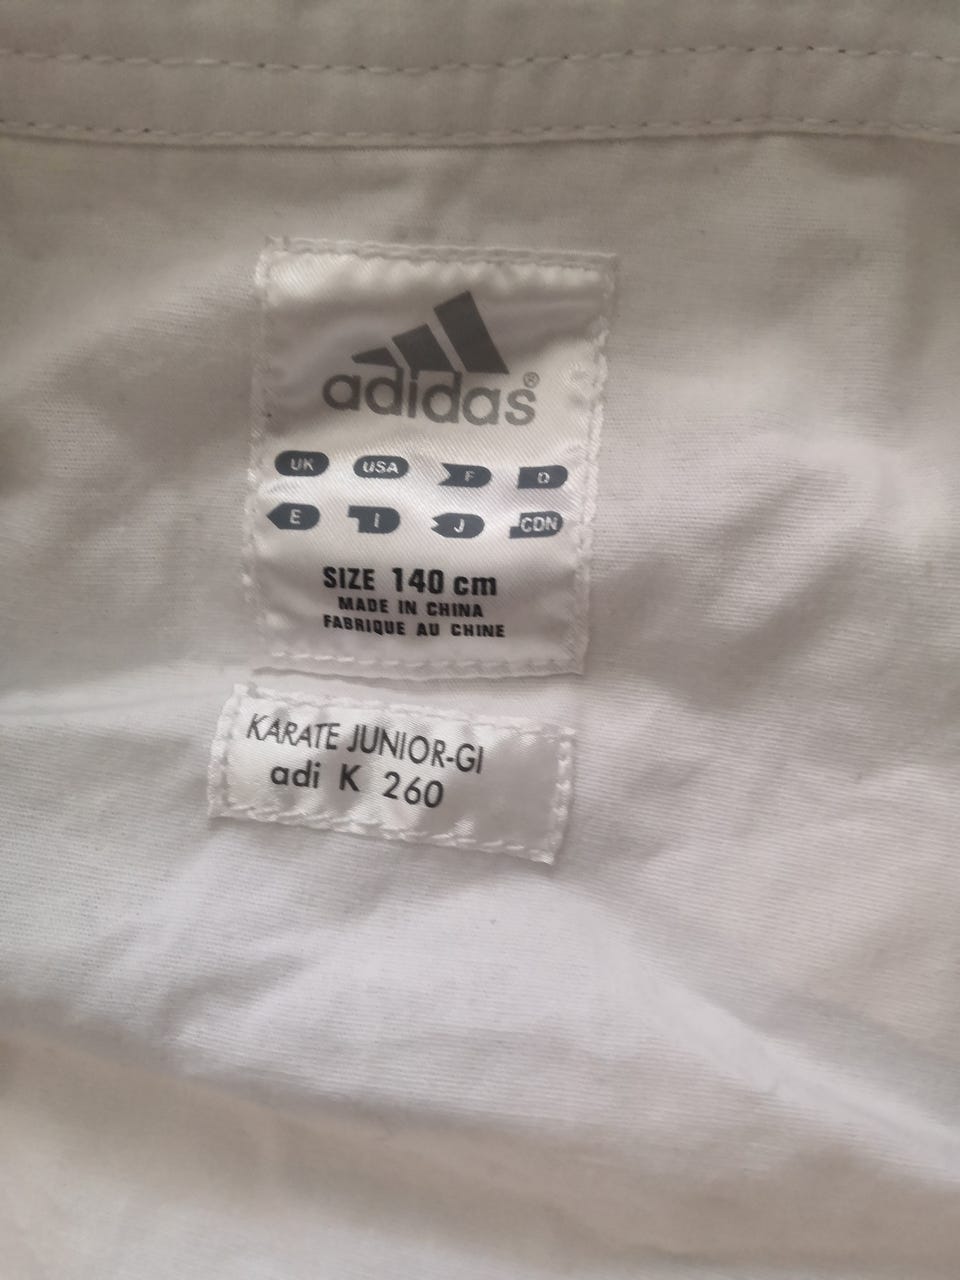 adidas®
UK USA F D
E I J CDN
SIZE 140 cm
MADE IN CHINA
FABRIQUE AU CHINE
KARATE JUNIOR-GI
adi K 260